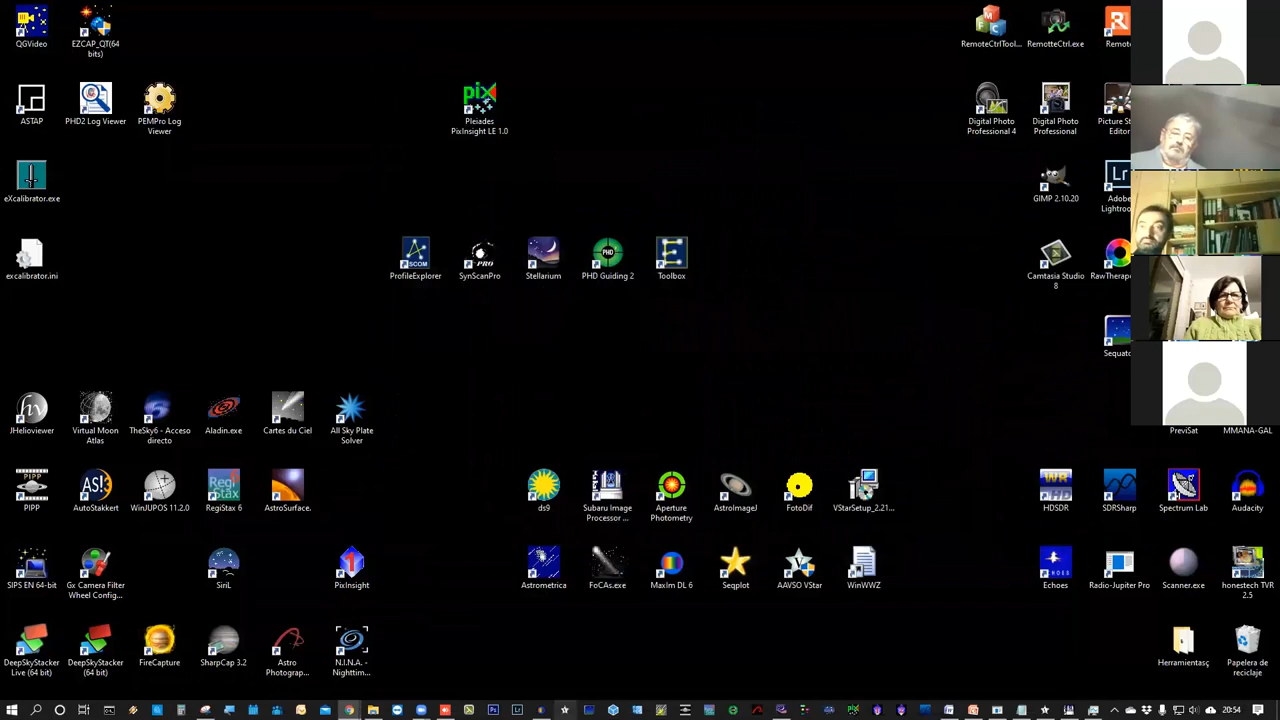 QGVideo
EZCAP_QT(64
bits)
RemoteCtrlTool...
RemotteCtrl.exe
Remote
ASTAP
PHD2 Log Viewer
PEMPro Log
Viewer
Pleiades
PixInsight LE 1.0
Digital Photo
Professional 4
Digital Photo
Professional
Picture St
Editor
eXcalibrator.exe
GIMP 2.10.20
Adobe
Lightroo
excalibrator.ini
ProfileExplorer
SynScanPro
Stellarium
PHD Guiding 2
Toolbox
Camtasia Studio
8
RawTherap
Sequat
JHelioviewer
Virtual Moon
Atlas
TheSky6 - Acceso
directo
Aladin.exe
Cartes du Ciel
All Sky Plate
Solver
PreviSat
MMANA-GAL
PIPP
AutoStakkert
WinJUPOS 11.2.0
RegiStax 6
AstroSurface.
ds9
Subaru Image
Processor ...
Aperture
Photometry
AstroImageJ
FotoDif
VStarSetup_2.21...
HDSDR
SDRSharp
Spectrum Lab
Audacity
SIPS EN 64-bit
Gx Camera Filter
Wheel Config...
SiriL
PixInsight
Astrometrica
FoCAs.exe
MaxIm DL 6
Seqplot
AAVSO VStar
WinWWZ
Echoes
Radio-Jupiter Pro
Scanner.exe
honestech TVR
2.5
DeepSkyStacker
Live (64 bit)
DeepSkyStacker
(64 bit)
FireCapture
SharpCap 3.2
Astro
Photograp...
N.I.N.A. -
Nighttim...
Herramientasç
Papelera de
reciclaje
20:54